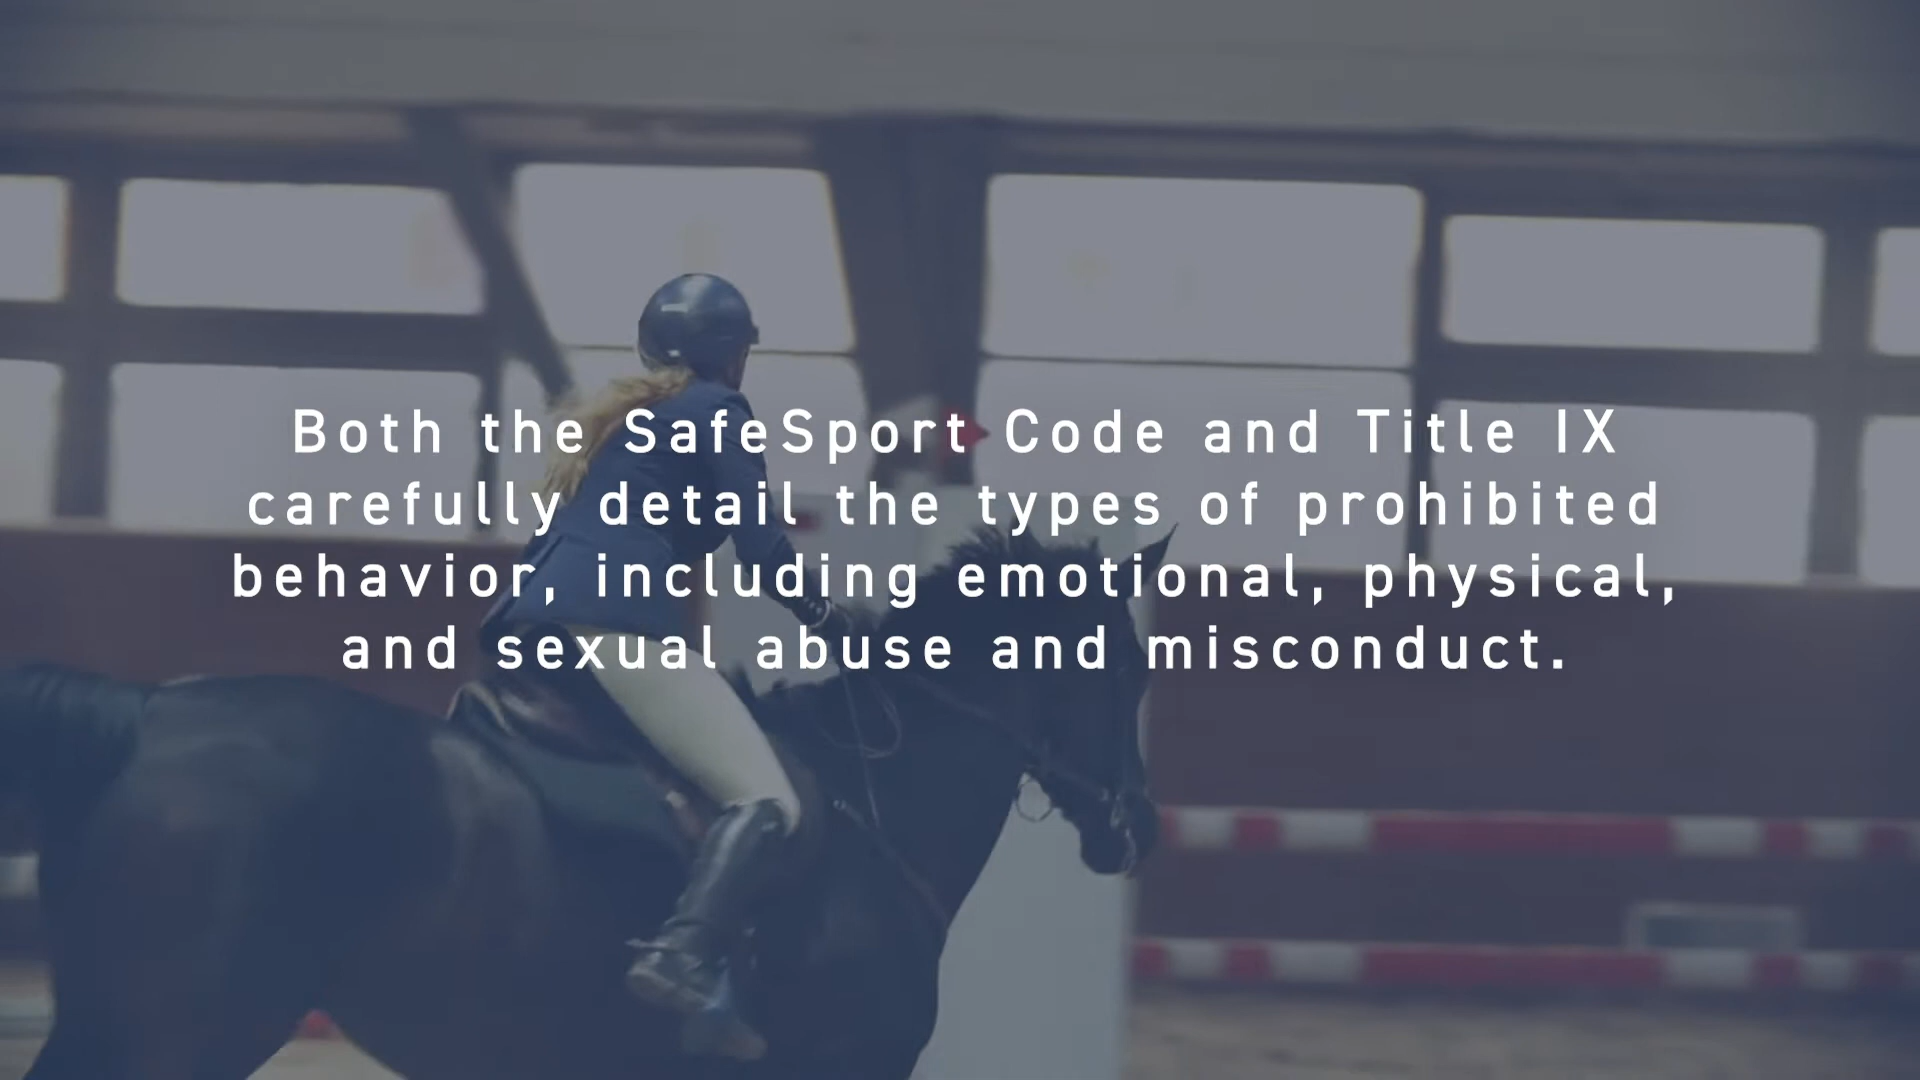 Both the SafeSport Code and Title IX
carefully detail the types of prohibited
behavior, including emotional, physical,
and sexual abuse and misconduct.